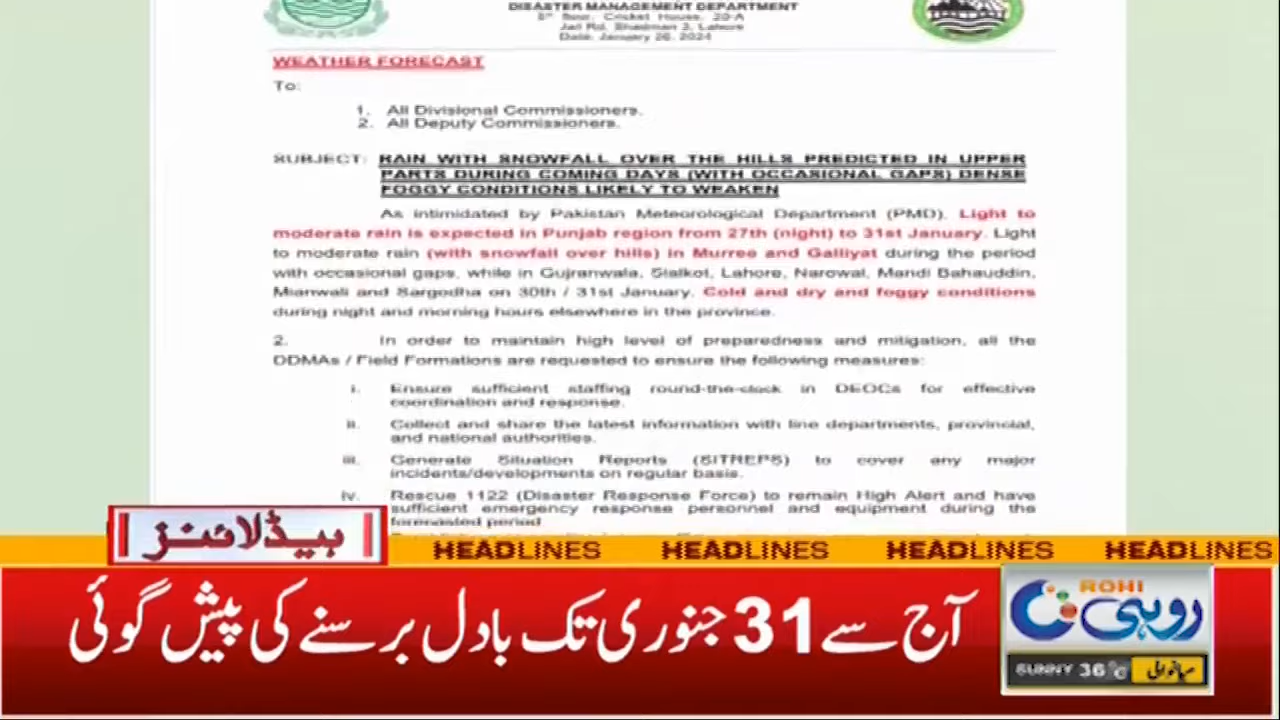 DISASTER MANAGEMENT DEPARTMENT
5th floor, Cricket House, 20-A
Jail Rd, Shadman 3, Lahore
Date: January 26, 2024
WEATHER FORECAST
To:
1. All Divisional Commissioners.
2. All Deputy Commissioners.
SUBJECT: RAIN WITH SNOWFALL OVER THE HILLS PREDICTED IN UPPER
PARTS DURING COMING DAYS (WITH OCCASIONAL GAPS) DENSE
FOGGY CONDITIONS LIKELY TO WEAKEN
As intimidated by Pakistan Meteorological Department (PMD), Light to
moderate rain is expected in Punjab region from 27th (night) to 31st January. Light
to moderate rain (with snowfall over hills) in Murree and Galliyat during the period
with occasional gaps, while in Gujranwala, Sialkot, Lahore, Narowal, Mandi Bahauddin,
Mianwali and Sargodha on 30th / 31st January. Cold and dry and foggy conditions
during night and morning hours elsewhere in the province.
2. In order to maintain high level of preparedness and mitigation, all the
DDMAs / Field Formations are requested to ensure the following measures:
i. Ensure sufficient staffing round-the-clock in DEOCs for effective
coordination and response.
ii. Collect and share the latest information with line departments, provincial,
and national authorities.
iii. Generate Situation Reports (SITREPS) to cover any major
incidents/developments on regular basis.
iv. Rescue 1122 (Disaster Response Force) to remain High Alert and have
sufficient emergency response personnel and equipment during the
forecasted period
ہیڈلائنز
HEADLINES HEADLINES HEADLINES HEADLINES
آج سے 31 جنوری تک بادل برسنے کی پیش گوئی
ROHI
روہی
SUNNY 36°C میانوالی